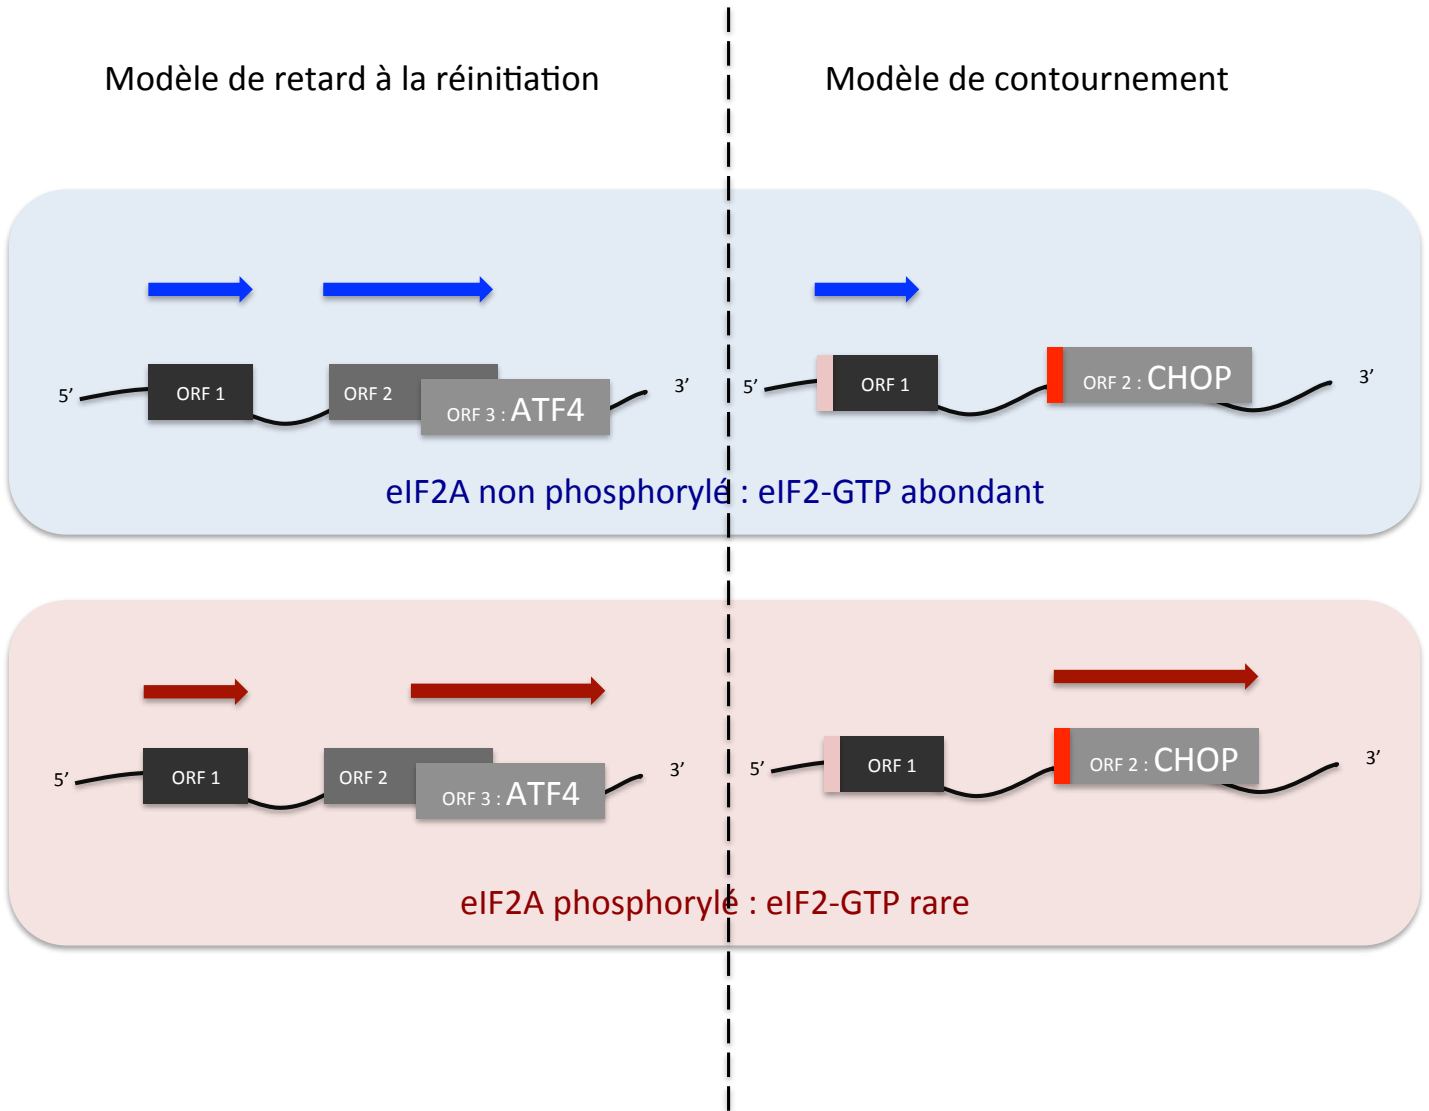 Modèle de retard à la réinitiation
Modèle de contournement
5’
ORF 1
ORF 2
ORF 3 : ATF4
3’
5’
ORF 1
ORF 2 : CHOP
3’
eIF2A non phosphorylé : eIF2-GTP abondant
5’
ORF 1
ORF 2
ORF 3 : ATF4
3’
5’
ORF 1
ORF 2 : CHOP
3’
eIF2A phosphorylé : eIF2-GTP rare